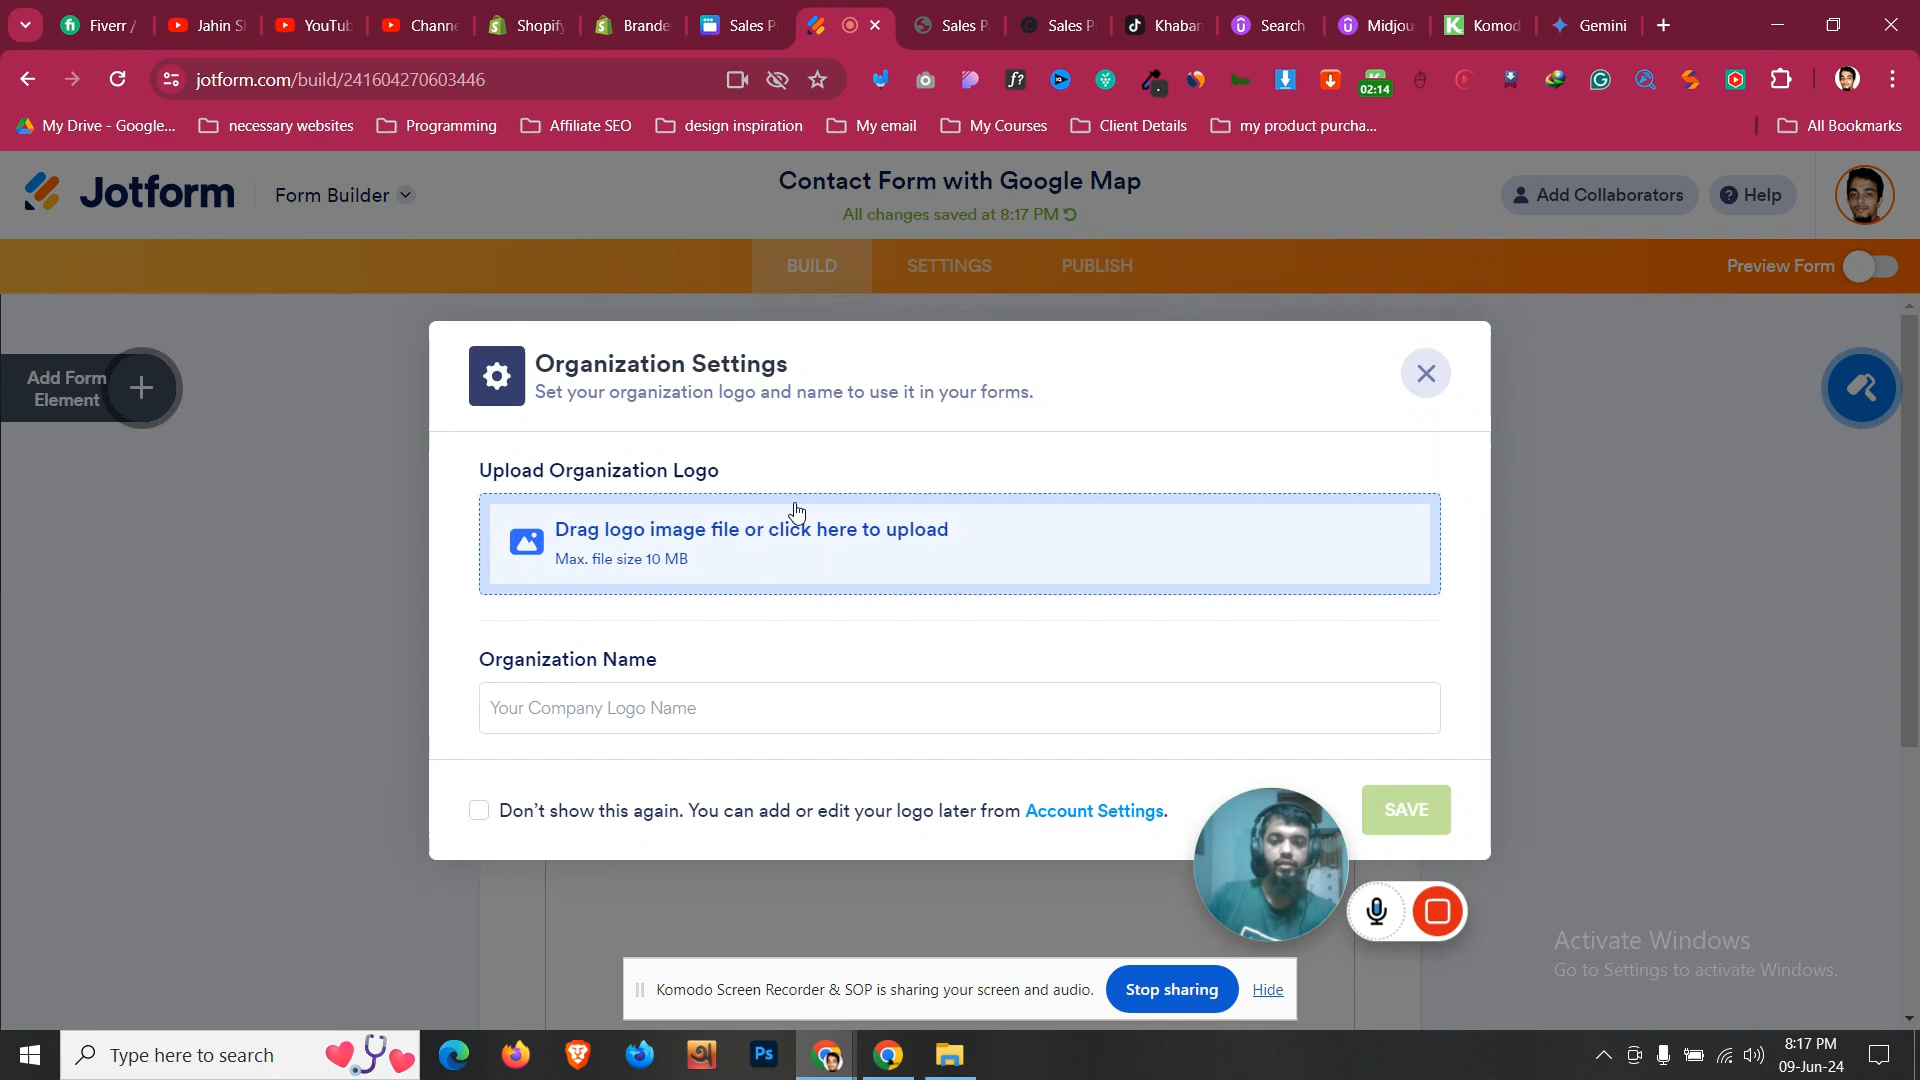 Fiverr /
Jahin S
YouTub
Channe
Shopify
Brande
Sales P
Sales P
Sales P
Khaban
Search
Midjou
Komod
Gemini
jotform.com/build/241604270603446
02:14
My Drive - Google...
necessary websites
Programming
Affiliate SEO
design inspiration
My email
My Courses
Client Details
my product purcha...
All Bookmarks
Jotform
Form Builder
Contact Form with Google Map
All changes saved at 8:17 PM
Add Collaborators
Help
BUILD
SETTINGS
PUBLISH
Preview Form
Add Form
Element
Organization Settings
Set your organization logo and name to use it in your forms.
Upload Organization Logo
Drag logo image file or click here to upload
Max. file size 10 MB
Organization Name
Your Company Logo Name
Don't show this again. You can add or edit your logo later from Account Settings.
SAVE
Activate Windows
Go to Settings to activate Windows.
Komodo Screen Recorder & SOP is sharing your screen and audio.
Stop sharing
Hide
Type here to search
Ps
8:17 PM
09-Jun-24